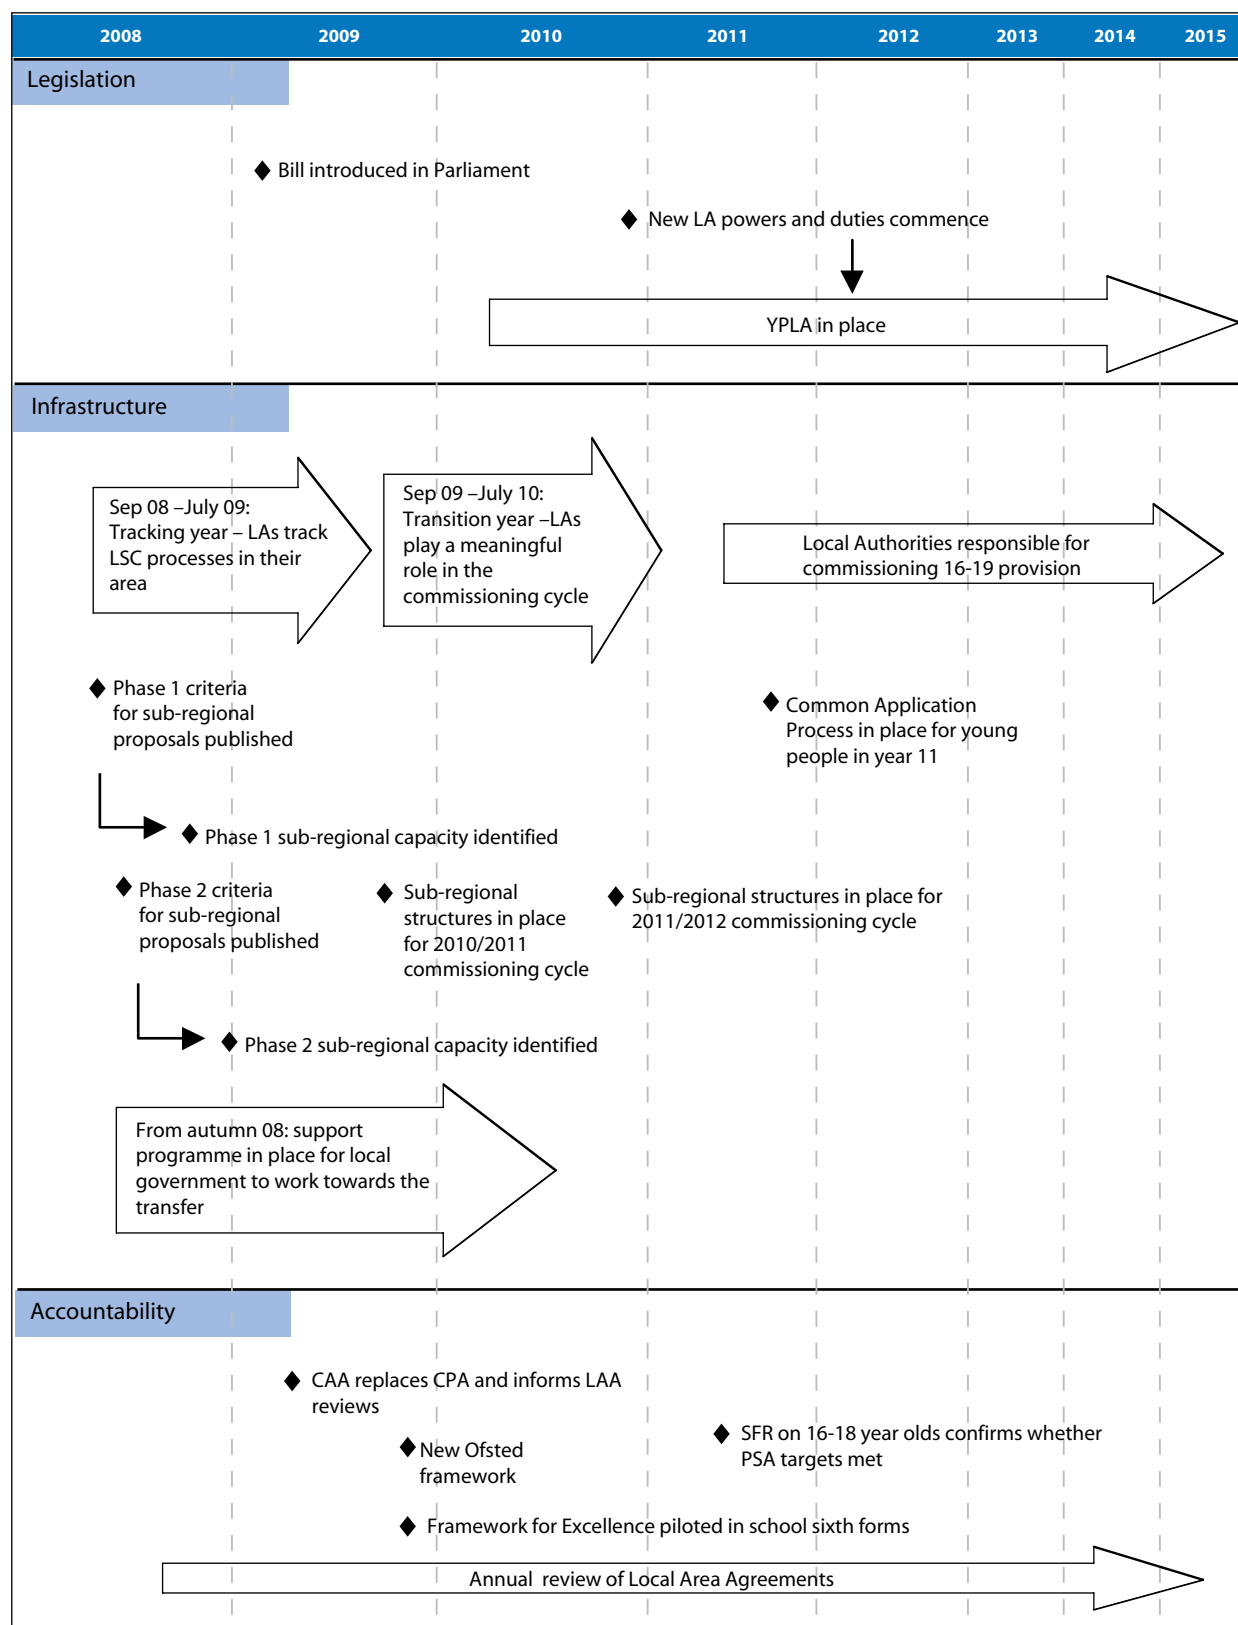 2008 2009 2010 2011 2012 2013 2014 2015
Legislation
Bill introduced in Parliament
New LA powers and duties commence
YPLA in place
Infrastructure
Sep 08 –July 09:
Tracking year – LAs track
LSC processes in their
area
Sep 09 –July 10:
Transition year –LAs
play a meaningful
role in the
commissioning cycle
Local Authorities responsible for
commissioning 16-19 provision
Phase 1 criteria
for sub-regional
proposals published
Common Application
Process in place for young
people in year 11
Phase 1 sub-regional capacity identified
Phase 2 criteria
for sub-regional
proposals published
Sub-regional
structures in place
for 2010/2011
commissioning cycle
Sub-regional structures in place for
2011/2012 commissioning cycle
Phase 2 sub-regional capacity identified
From autumn 08: support
programme in place for local
government to work towards the
transfer
Accountability
CAA replaces CPA and informs LAA
reviews
New Ofsted
framework
SFR on 16-18 year olds confirms whether
PSA targets met
Framework for Excellence piloted in school sixth forms
Annual review of Local Area Agreements